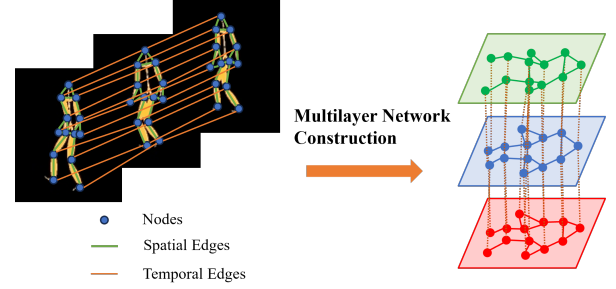 Multilayer Network
Construction
Nodes
Spatial Edges
Temporal Edges